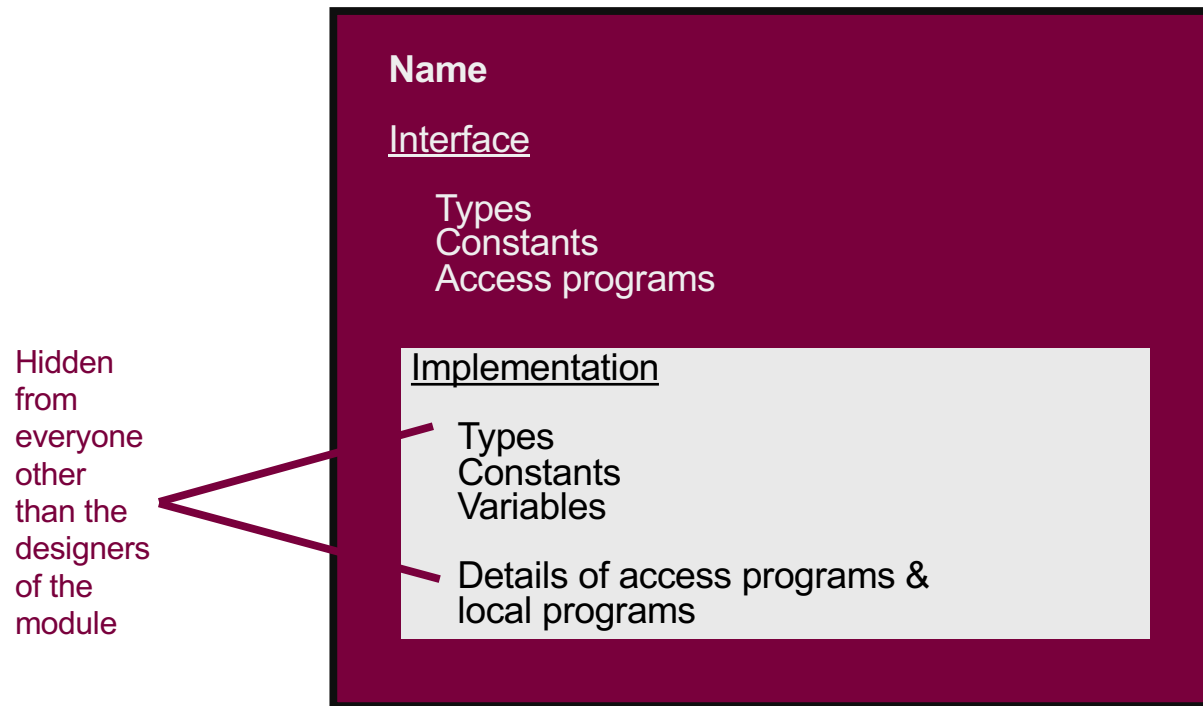 Name
Interface
Types
Constants
Access programs
Hidden
from
everyone
other
than the
designers
of the
module
Implementation
Types
Constants
Variables
Details of access programs &
local programs